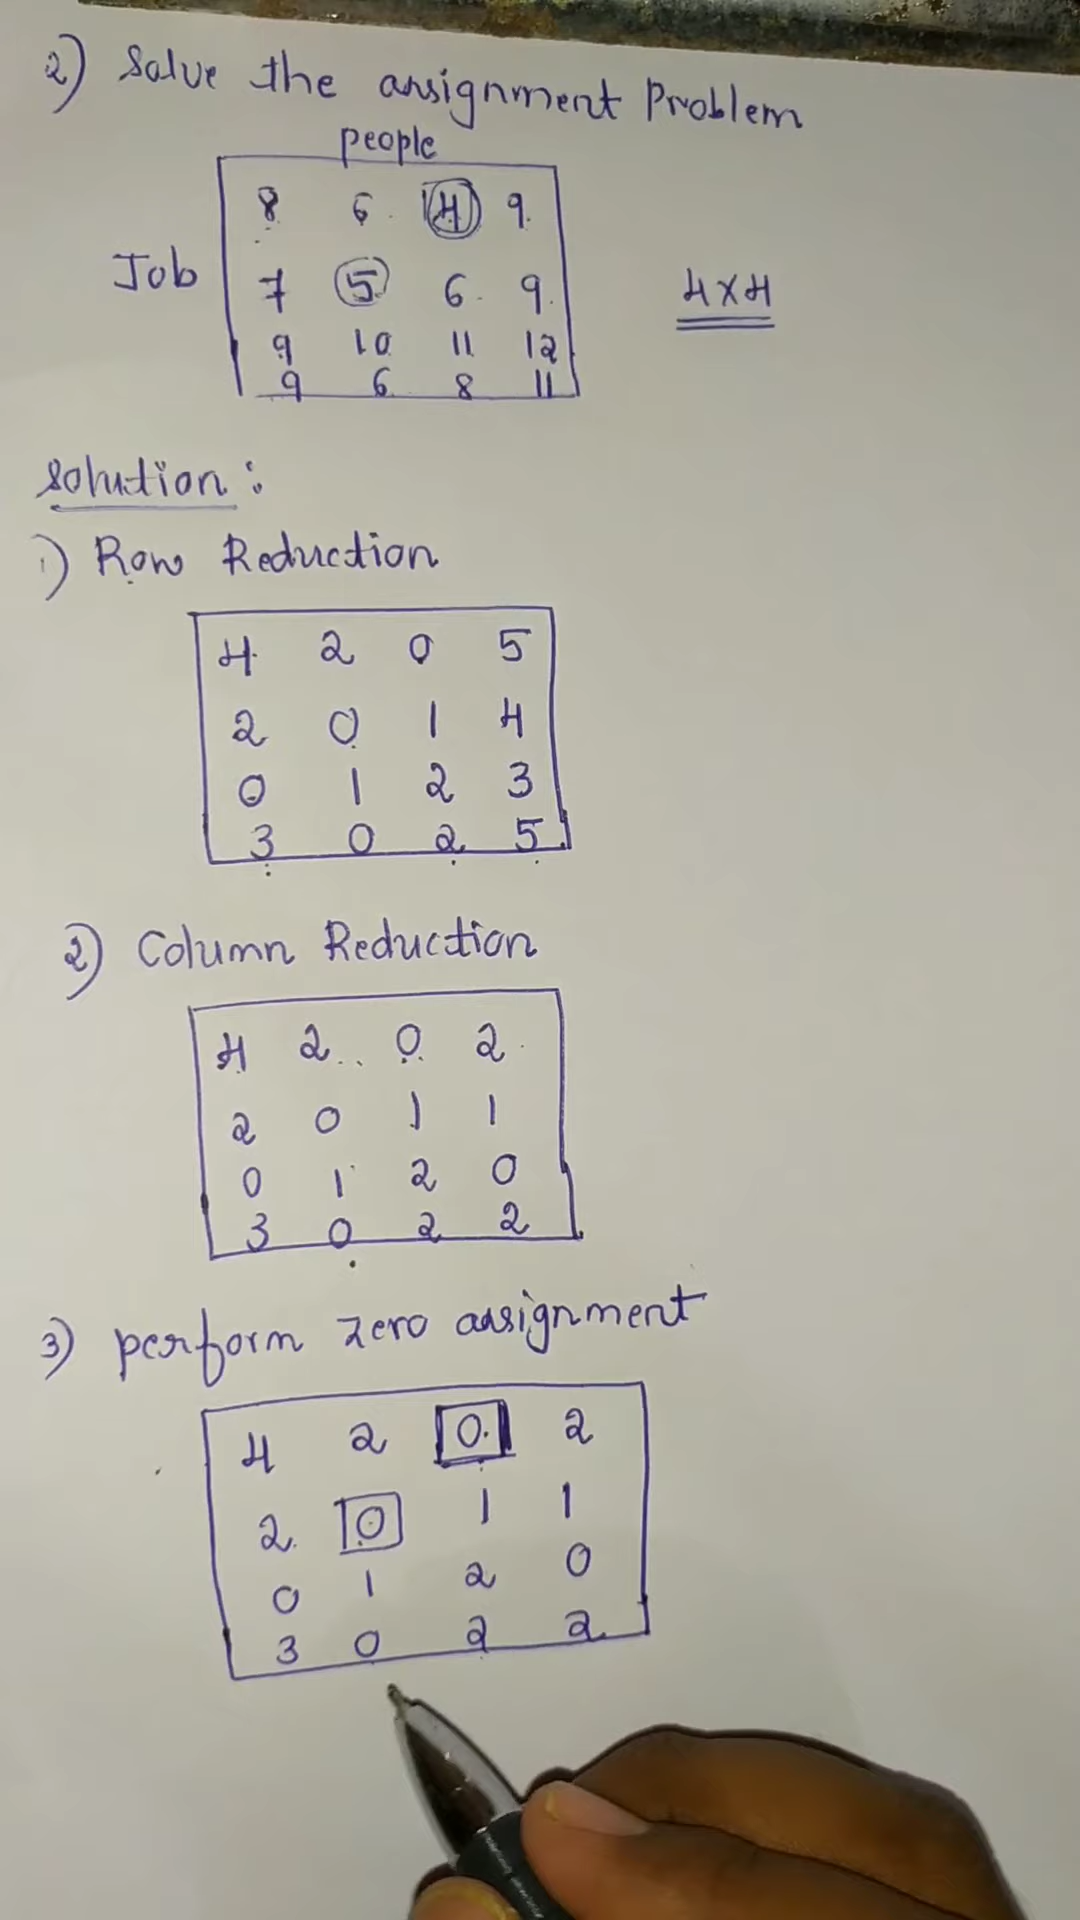 2) Solve the assignment Problem
people
8 6 4 9
Job 7 5 6 9 4x4
9 10 11 12
9 6 8 11
Solution:
1) Row Reduction
4 2 0 5
2 0 1 4
0 1 2 3
3 0 2 5
2) Column Reduction
4 2 0 2
2 0 1 1
0 1 2 0
3 0 2 2
3) perform zero assignment
4 2 0 2
2 0 1 1
0 1 2 0
3 0 2 2